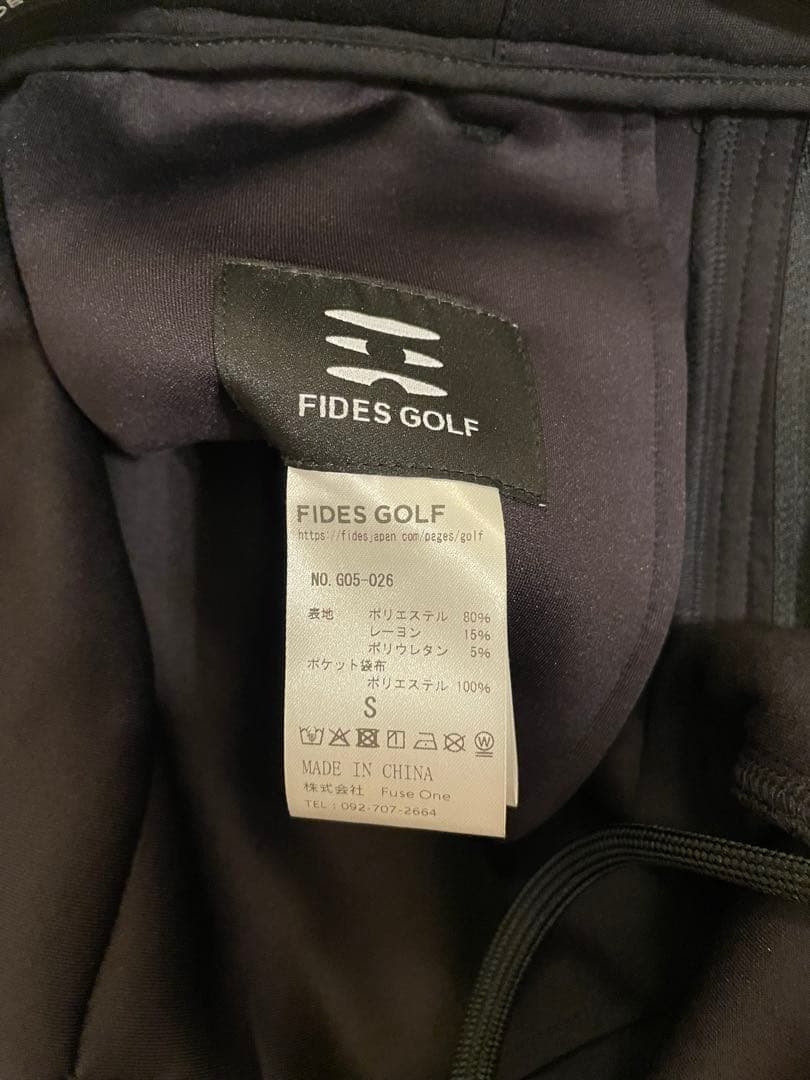 FIDES GOLF
FIDES GOLF
https://fidesjapan.com/pages/golf
NO. G05-026
表地 ポリエステル 80%
レーヨン 15%
ポリウレタン 5%
ポケット袋布
ポリエステル 100%
S
W
MADE IN CHINA
株式会社 Fuse One
TEL:092-707-2664